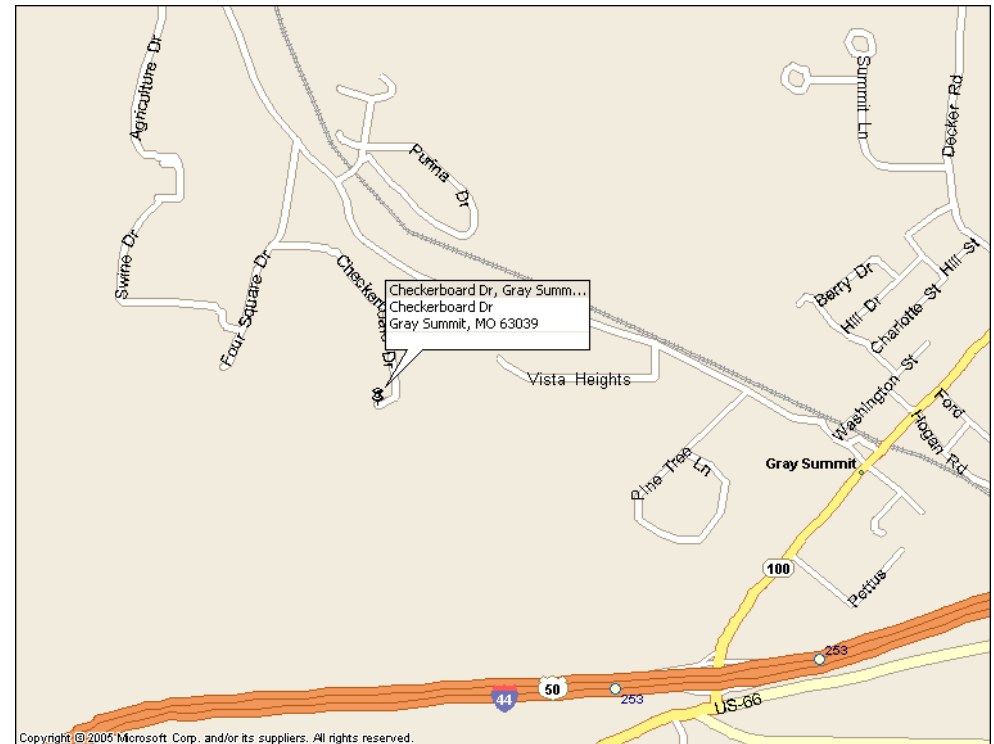 Agriculture Dr
Summit Ln
Decker Rd
Purina Dr
Swine Dr
Four Square Dr
Checkerboard Dr
Checkerboard Dr, Gray Summ...
Checkerboard Dr
Gray Summit, MO 63039
Hill St
Berry Dr
Hill Dr
Charlotte St
Vista Heights
Washington St
Ford
Hogan Rd
Gray Summit
Pine Tree Ln
100
Pettus
253
44
50
253
US-66
Copyright © 2005 Microsoft Corp. and/or its suppliers. All rights reserved.